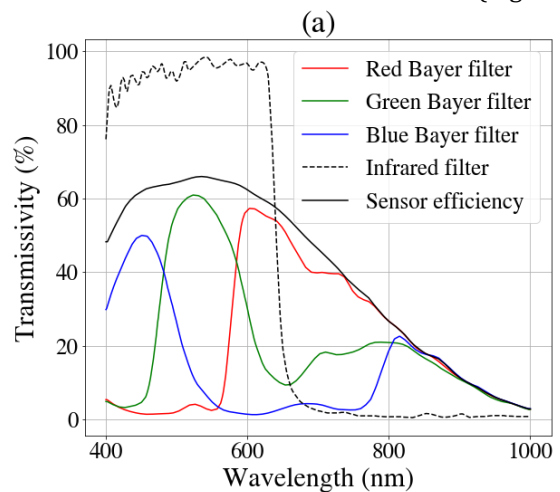 (a)
Transmissivity (%)
100
80
60
40
20
0
Red Bayer filter
Green Bayer filter
Blue Bayer filter
Infrared filter
Sensor efficiency
400
600
800
1000
Wavelength (nm)